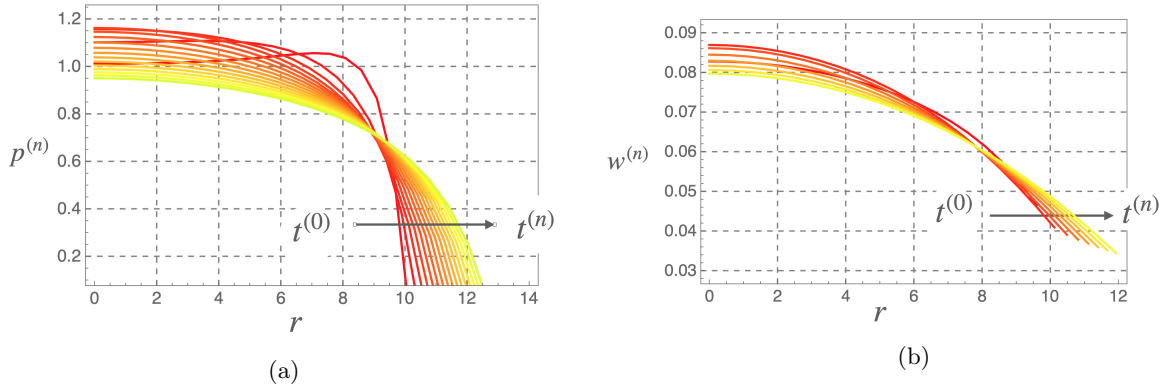 1.2
1.0
0.8
0.6
0.4
0.2
p^{(n)}
t^{(0)}
t^{(n)}
0 2 4 6 8 10 12 14
r
(a)
0.09
0.08
0.07
0.06
0.05
0.04
0.03
w^{(n)}
t^{(0)}
t^{(n)}
0 2 4 6 8 10 12
r
(b)